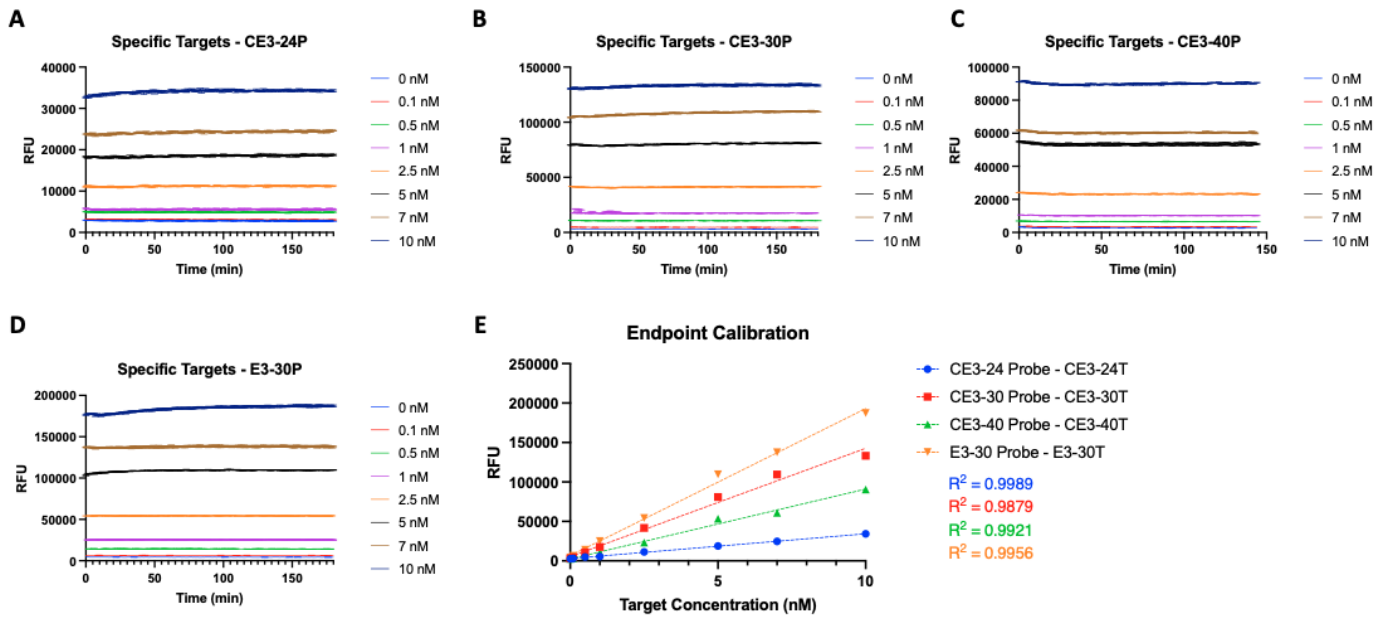 A
Specific Targets - CE3-24P
RFU
40000
30000
20000
10000
0
0 50 100 150
Time (min)
0 nM
0.1 nM
0.5 nM
1 nM
2.5 nM
5 nM
7 nM
10 nM
B
Specific Targets - CE3-30P
RFU
150000
100000
50000
0
0 50 100 150
Time (min)
0 nM
0.1 nM
0.5 nM
1 nM
2.5 nM
5 nM
7 nM
10 nM
C
Specific Targets - CE3-40P
RFU
100000
80000
60000
40000
20000
0
0 50 100 150
Time (min)
0 nM
0.1 nM
0.5 nM
1 nM
2.5 nM
5 nM
7 nM
10 nM
D
Specific Targets - E3-30P
RFU
200000
150000
100000
50000
0
0 50 100 150
Time (min)
0 nM
0.1 nM
0.5 nM
1 nM
2.5 nM
5 nM
7 nM
10 nM
E
Endpoint Calibration
RFU
250000
200000
150000
100000
50000
0
0 5 10
Target Concentration (nM)
CE3-24 Probe - CE3-24T
CE3-30 Probe - CE3-30T
CE3-40 Probe - CE3-40T
E3-30 Probe - E3-30T
R² = 0.9989
R² = 0.9879
R² = 0.9921
R² = 0.9956